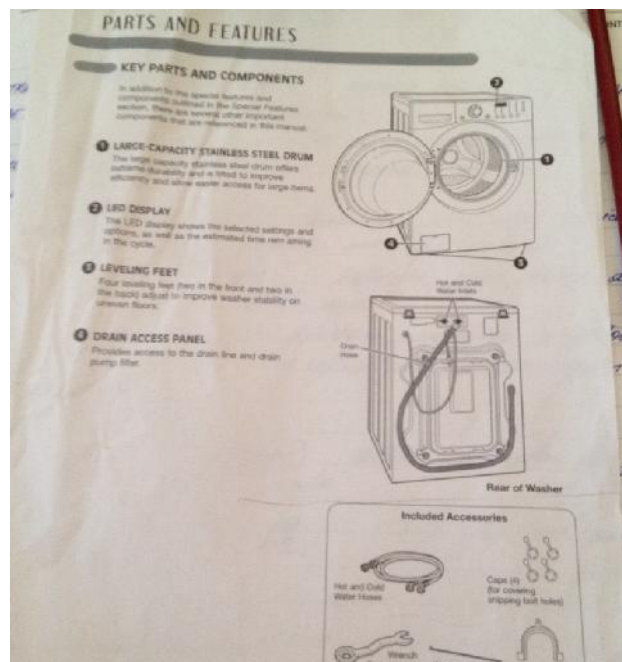 PARTS AND FEATURES
KEY PARTS AND COMPONENTS
In addition to the special features and
components outlined in the Special Features
section, there are several other important
components that are referenced in this manual.
1 LARGE-CAPACITY STAINLESS STEEL DRUM
The large capacity stainless steel drum offers
extreme durability and is tilted to improve
efficiency and allow easier access for large items.
2 LED DISPLAY
The LED display shows the selected settings and
options, as well as the estimated time remaining
in the cycle.
3 LEVELING FEET
Four leveling feet (two in the front and two in
the back) adjust to improve washer stability on
uneven floors.
4 DRAIN ACCESS PANEL
Provides access to the drain line and drain
pump filter.
2
1
4
3
Hot and Cold
Water Inlets
Drain
Hose
Rear of Washer
Included Accessories
Hot and Cold
Water Hoses
Caps (4)
(for covering
shipping bolt holes)
Wrench